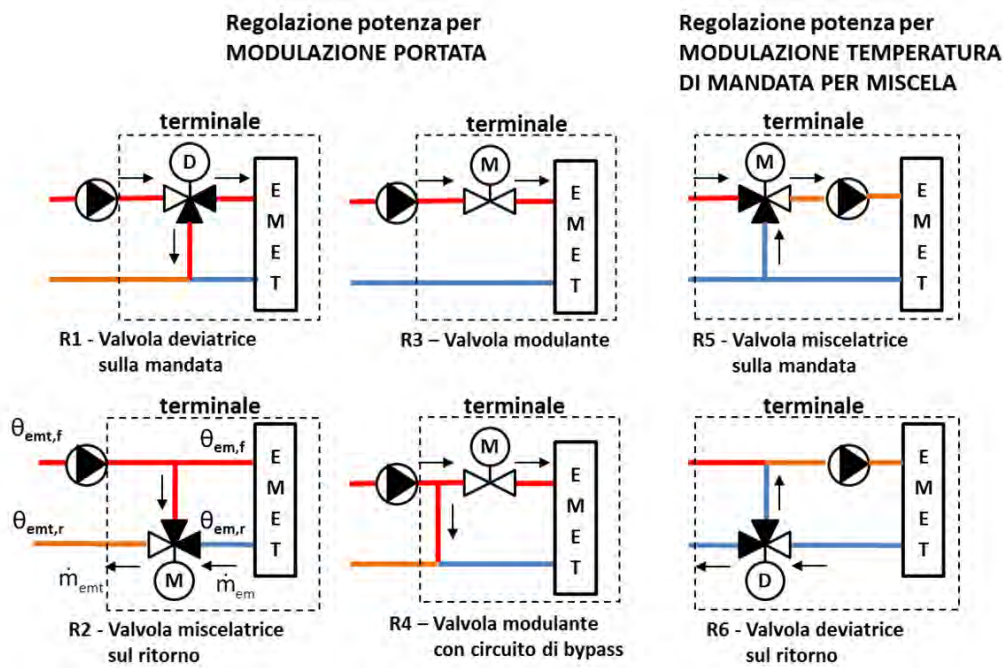 Regolazione potenza per
MODULAZIONE PORTATA
Regolazione potenza per
MODULAZIONE TEMPERATURA
DI MANDATA PER MISCELA
terminale
D
E
M
E
T
R1 - Valvola deviatrice
sulla mandata
terminale
M
E
M
E
T
R3 – Valvola modulante
terminale
M
E
M
E
T
R5 - Valvola miscelatrice
sulla mandata
terminale
θemt,f
θem,f
θemt,r
θem,r
ṁemt
M
ṁem
E
M
E
T
R2 - Valvola miscelatrice
sul ritorno
terminale
M
E
M
E
T
R4 – Valvola modulante
con circuito di bypass
terminale
D
E
M
E
T
R6 - Valvola deviatrice
sul ritorno